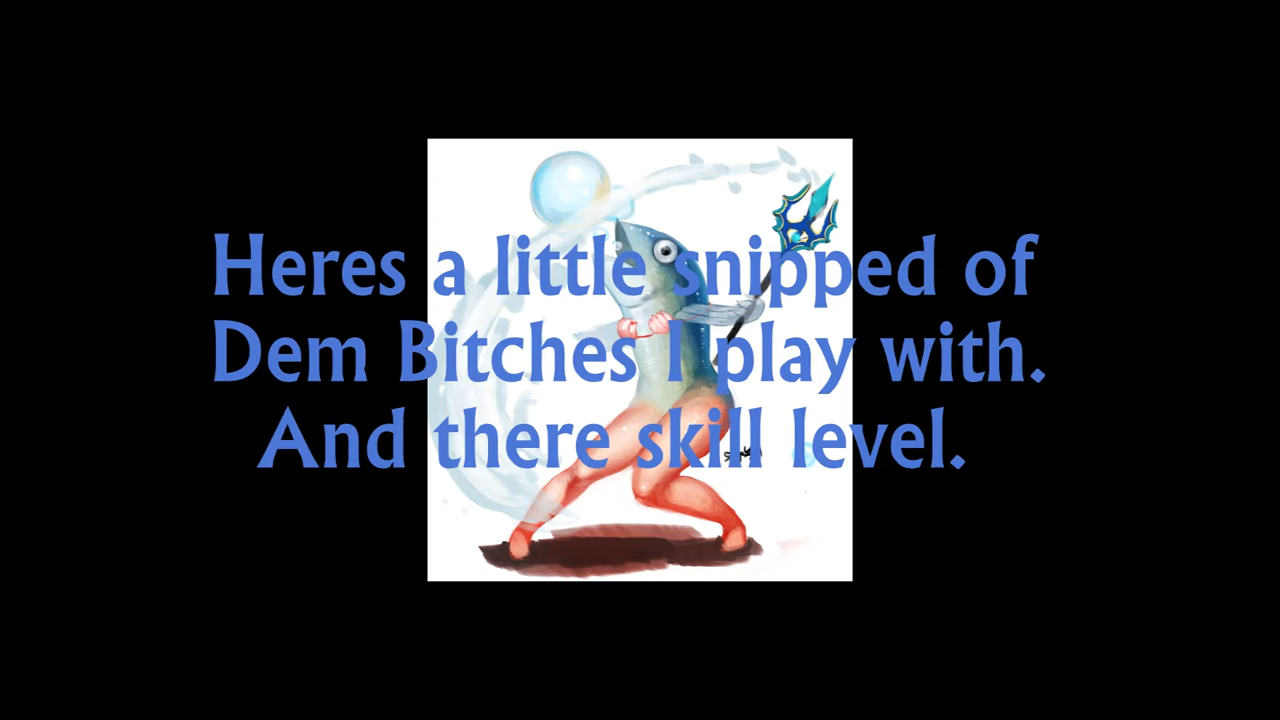 Heres a little snipped of
Dem Bitches I play with.
And there skill level.